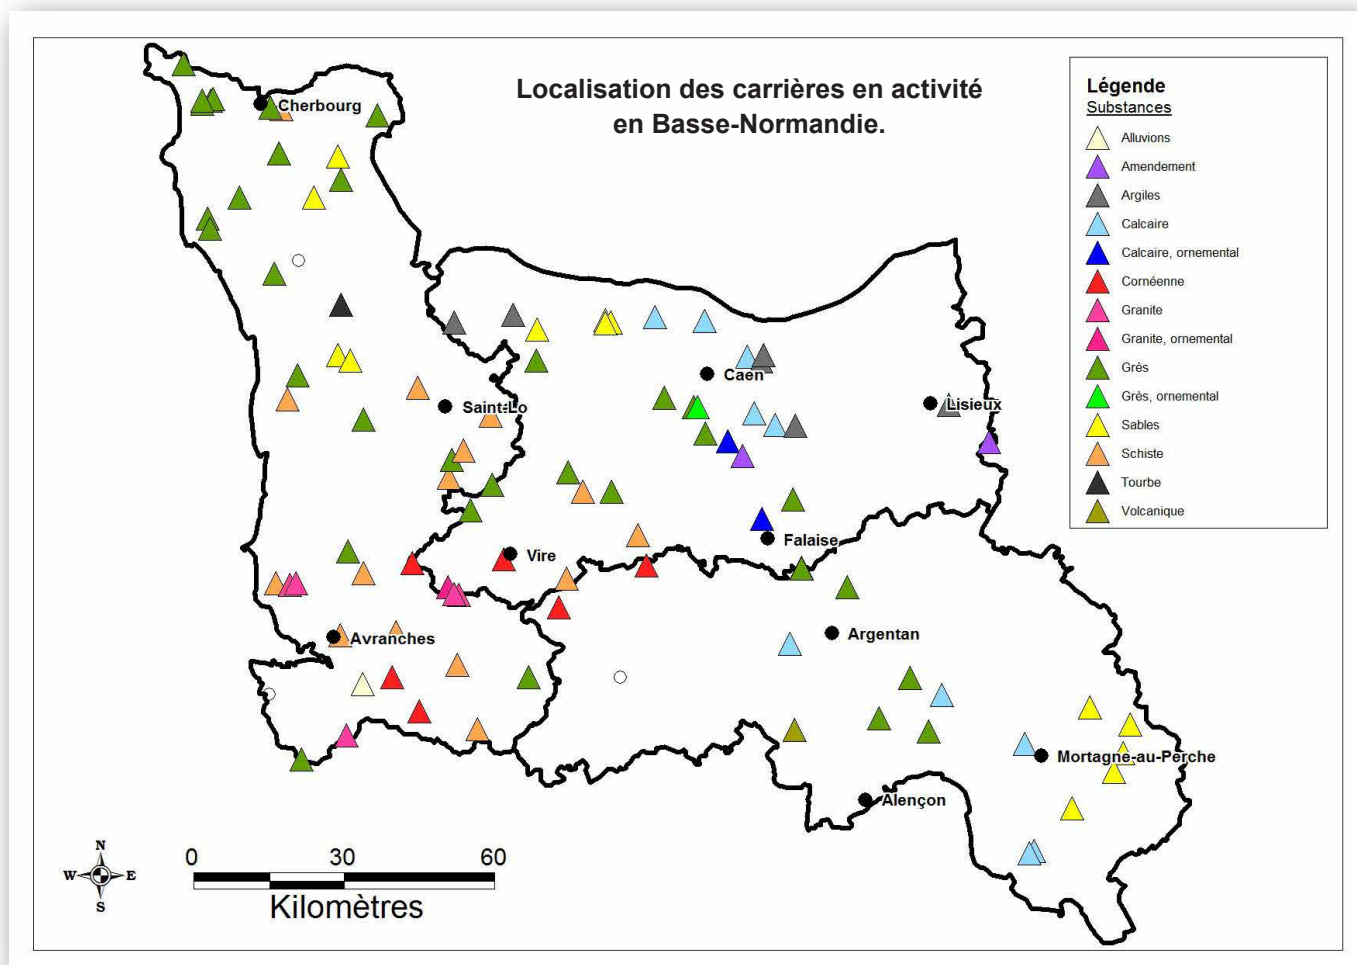 Localisation des carrières en activité
en Basse-Normandie.
Légende
Substances
Alluvions
Amendement
Argiles
Calcaire
Calcaire, ornemental
Cornéenne
Granite
Granite, ornemental
Grès
Grès, ornemental
Sables
Schiste
Tourbe
Volcanique
Cherbourg
Caen
Lisieux
Saint-Lo
Falaise
Vire
Argentan
Avranches
Mortagne-au-Perche
Alençon
N
W E
S
0 30 60
Kilomètres